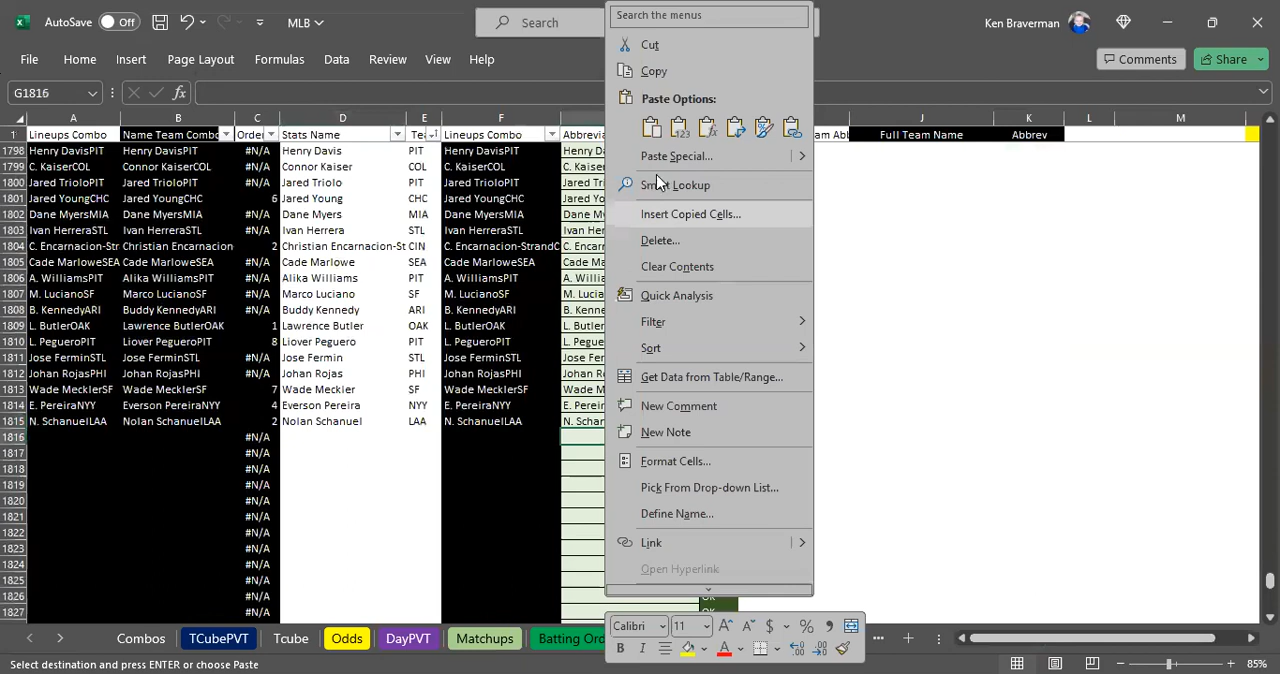 AutoSave Off MLB Search Ken Braverman
File Home Insert Page Layout Formulas Data Review View Help Comments Share
G1816 fx
Search the menus
Cut
Copy
Paste Options:
Paste Special...
Smart Lookup
Insert Copied Cells...
Delete...
Clear Contents
Quick Analysis
Filter
Sort
Get Data from Table/Range...
New Comment
New Note
Format Cells...
Pick From Drop-down List...
Define Name...
Link
Open Hyperlink
A B C D E F J K L M
1 Lineups Combo Name Team Combo Order Stats Name Lineups Combo Full Team Name Abbrev
1798 Henry DavisPIT Henry DavisPIT #N/A Henry Davis PIT Henry DavisPIT
1799 C. KaiserCOL Connor KaiserCOL #N/A Connor Kaiser COL C. KaiserCOL
1800 Jared TrioloPIT Jared TrioloPIT #N/A Jared Triolo PIT Jared TrioloPIT
1801 Jared YoungCHC Jared YoungCHC 6 Jared Young CHC Jared YoungCHC
1802 Dane MyersMIA Dane MyersMIA #N/A Dane Myers MIA Dane MyersMIA
1803 Ivan HerreraSTL Ivan HerreraSTL #N/A Ivan Herrera STL Ivan HerreraSTL
1804 C. Encarnacion-Str Christian Encarnacion 2 Christian Encarnacion-St CIN C. Encarnacion-StrandC
1805 Cade MarloweSEA Cade MarloweSEA #N/A Cade Marlowe SEA Cade MarloweSEA
1806 A. WilliamsPIT Alika WilliamsPIT #N/A Alika Williams PIT A. WilliamsPIT
1807 M. LucianoSF Marco LucianoSF #N/A Marco Luciano SF M. LucianoSF
1808 B. KennedyARI Buddy KennedyARI #N/A Buddy Kennedy ARI B. KennedyARI
1809 L. ButlerOAK Lawrence ButlerOAK 1 Lawrence Butler OAK L. ButlerOAK
1810 L. PegueroPIT Liover PegueroPIT 8 Liover Peguero PIT L. PegueroPIT
1811 Jose FerminSTL Jose FerminSTL #N/A Jose Fermin STL Jose FerminSTL
1812 Johan RojasPHI Johan RojasPHI #N/A Johan Rojas PHI Johan RojasPHI
1813 Wade MecklerSF Wade MecklerSF 7 Wade Meckler SF Wade MecklerSF
1814 E. PereiraNYY Everson PereiraNYY 4 Everson Pereira NYY E. PereiraNYY
1815 N. SchanuelLAA Nolan SchanuelLAA 2 Nolan Schanuel LAA N. SchanuelLAA
1816 #N/A
1817 #N/A
1818 #N/A
1819 #N/A
1820 #N/A
1821 #N/A
1822 #N/A
1823 #N/A
1824 #N/A
1825 #N/A
1826 #N/A
1827 #N/A
Calibri 11 A A $ % 9
B I A
Combos TCubePVT Tcube Odds DayPVT Matchups Batting Ord
Select destination and press ENTER or choose Paste 85%